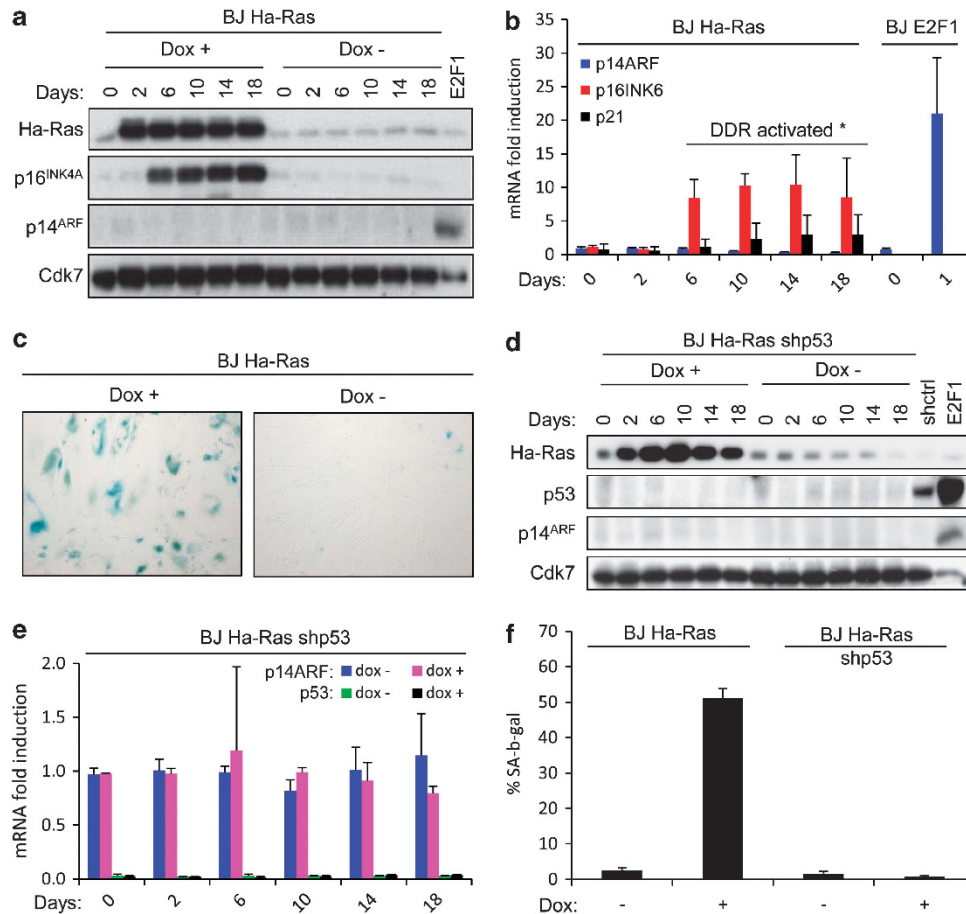 a
BJ Ha-Ras
Dox + Dox -
Days: 0 2 6 10 14 18 0 2 6 10 14 18 E2F1
Ha-Ras
p16INK4A
p14ARF
Cdk7
b
BJ Ha-Ras BJ E2F1
p14ARF
p16INK6
p21
DDR activated *
mRNA fold induction
35
30
25
20
15
10
5
0
Days: 0 2 6 10 14 18 0 1
c
BJ Ha-Ras
Dox + Dox -
d
BJ Ha-Ras shp53
Dox + Dox -
Days: 0 2 6 10 14 18 0 2 6 10 14 18 shctrl E2F1
Ha-Ras
p53
p14ARF
Cdk7
e
BJ Ha-Ras shp53
p14ARF: dox - dox +
p53: dox - dox +
mRNA fold induction
2.0
1.5
1.0
0.5
0.0
Days: 0 2 6 10 14 18
f
BJ Ha-Ras BJ Ha-Ras
shp53
% SA-b-gal
70
60
50
40
30
20
10
0
Dox: - + - +